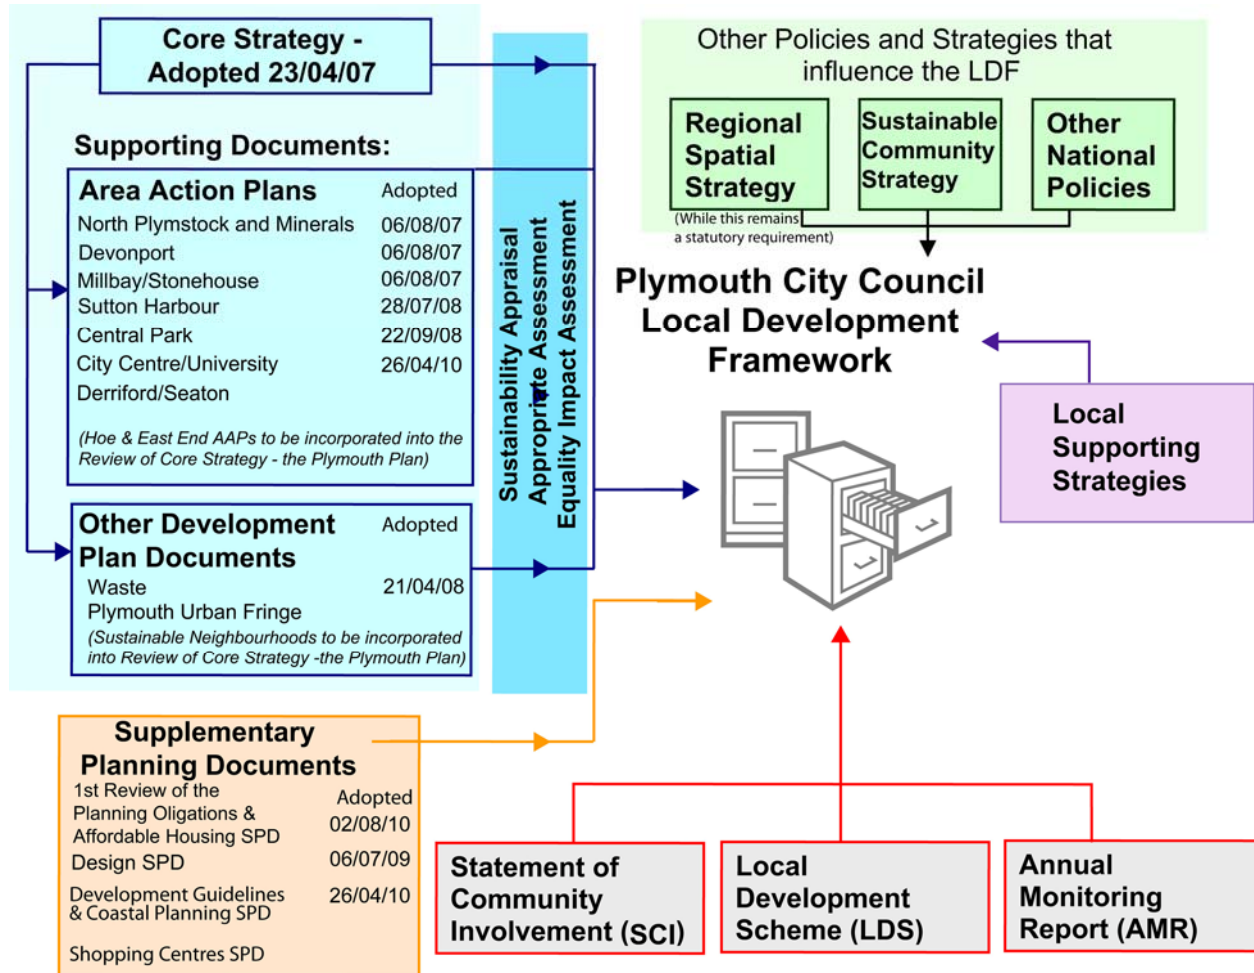 Core Strategy -
Adopted 23/04/07
Supporting Documents:
Area Action Plans Adopted
North Plymstock and Minerals 06/08/07
Devonport 06/08/07
Millbay/Stonehouse 06/08/07
Sutton Harbour 28/07/08
Central Park 22/09/08
City Centre/University 26/04/10
Derriford/Seaton
(Hoe & East End AAPs to be incorporated into the
Review of Core Strategy - the Plymouth Plan)
Other Development Adopted
Plan Documents
Waste 21/04/08
Plymouth Urban Fringe
(Sustainable Neighbourhoods to be incorporated
into Review of Core Strategy -the Plymouth Plan)
Sustainability Appraisal
Appropriate Assessment
Equality Impact Assessment
Other Policies and Strategies that
influence the LDF
Regional
Spatial
Strategy
(While this remains
a statutory requirement)
Sustainable
Community
Strategy
Other
National
Policies
Plymouth City Council
Local Development
Framework
Local
Supporting
Strategies
Supplementary
Planning Documents
Adopted
1st Review of the
Planning Oligations &
Affordable Housing SPD 02/08/10
Design SPD 06/07/09
Development Guidelines 26/04/10
& Coastal Planning SPD
Shopping Centres SPD
Statement of
Community
Involvement (SCI)
Local
Development
Scheme (LDS)
Annual
Monitoring
Report (AMR)